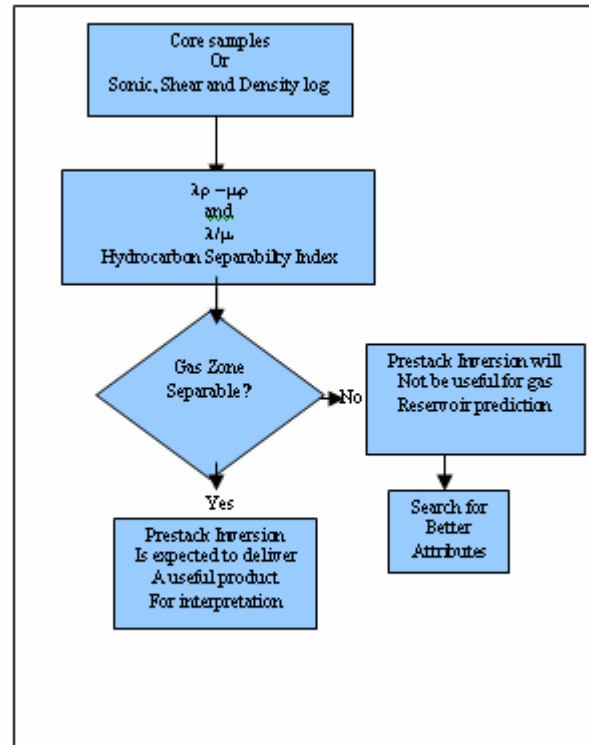 Core samples
Or
Sonic, Shear and Density log
λρ – μρ
and
λ/μ
Hydrocarbon Separabilty Index
Gas Zone
Separable?
No
Prestack Inversion will
Not be useful for gas
Reservoir prediction
Yes
Search for
Better
Attributes
Prestack Inversion
Is expected to deliver
A useful product
For interpretation